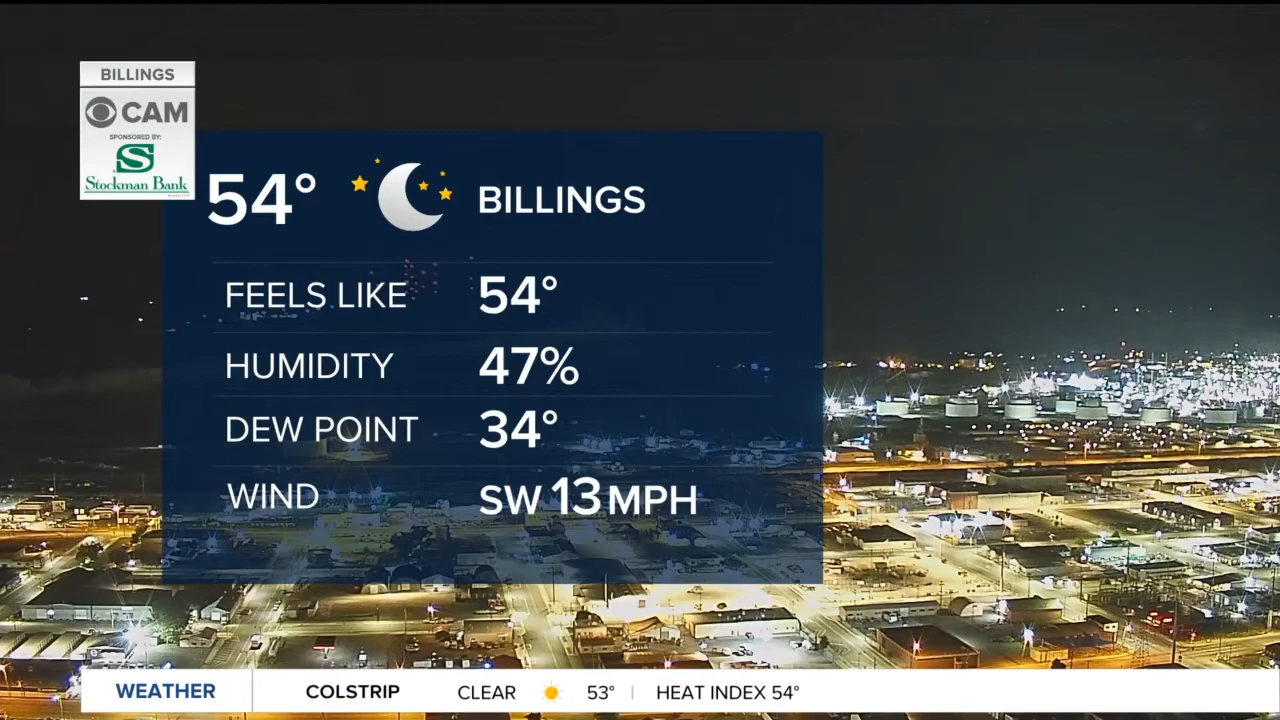 BILLINGS
CAM
SPONSORED BY:
S
Stockman Bank
54° BILLINGS
FEELS LIKE 54°
HUMIDITY 47%
DEW POINT 34°
WIND SW 13 MPH
WEATHER COLSTRIP CLEAR 53° | HEAT INDEX 54°